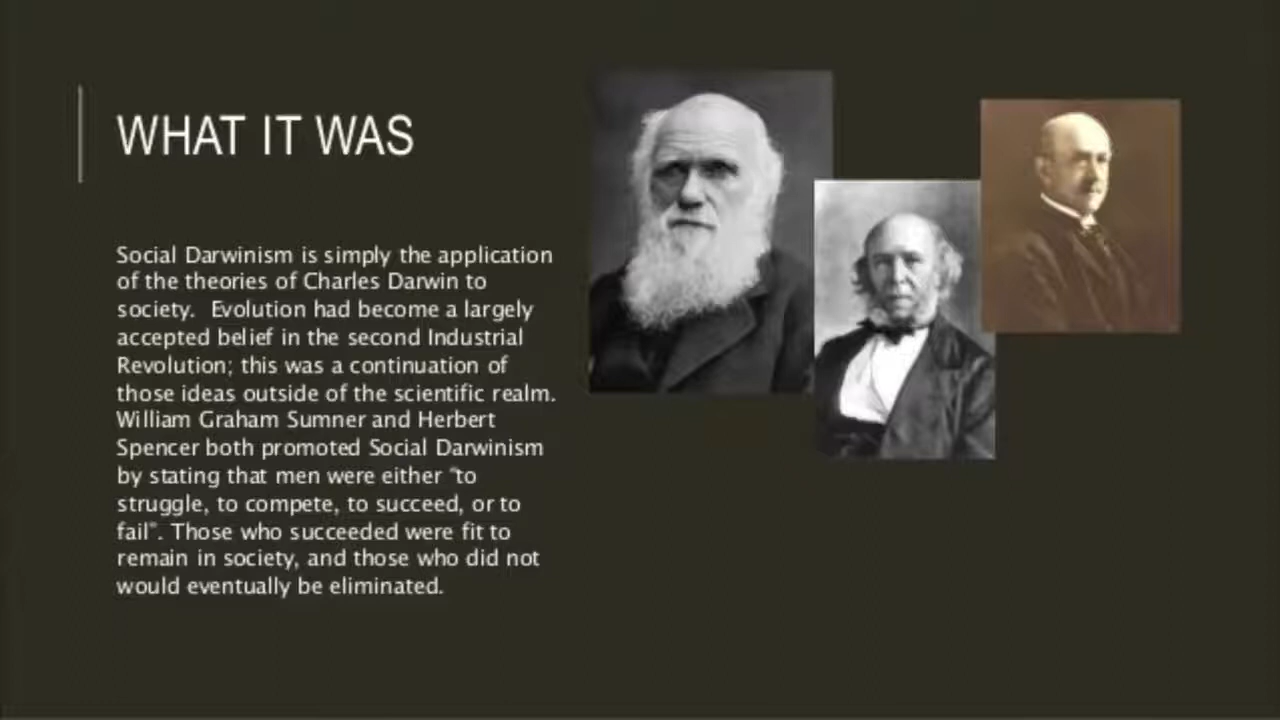 WHAT IT WAS
Social Darwinism is simply the application
of the theories of Charles Darwin to
society.  Evolution had become a largely
accepted belief in the second Industrial
Revolution; this was a continuation of
those ideas outside of the scientific realm.
William Graham Sumner and Herbert
Spencer both promoted Social Darwinism
by stating that men were either “to
struggle, to compete, to succeed, or to
fail”. Those who succeeded were fit to
remain in society, and those who did not
would eventually be eliminated.